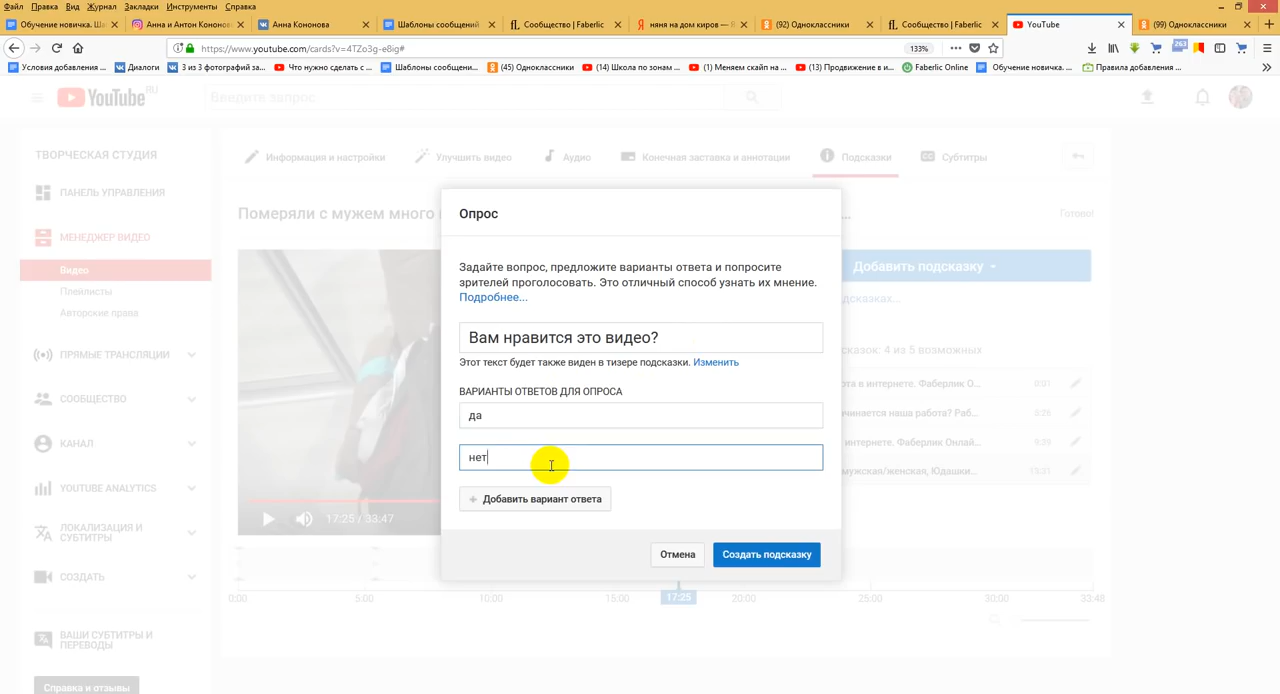 Файл Правка Вид Журнал Закладки Инструменты Справка
Обучение новичка. Ша
Анна и Антон Кононов
Анна Кононова
Шаблоны сообщений
Сообщество | Faberlic
няня на дом киров — Я
(92) Одноклассники
Сообщество | Faberlic
YouTube
(99) Одноклассники
https://www.youtube.com/cards?v=4TZo3g-e8ig#
133%
263
Условия добавления ...
Диалоги
3 из 3 фотографий за...
Что нужно сделать с ...
Шаблоны сообщени...
(45) Одноклассники
(14) Школа по зонам ...
(1) Меняем скайп на ...
(13) Продвижение в и...
Faberlic Online
Обучение новичка. ...
Правила добавления ...
YouTube RU
Введите запрос
ТВОРЧЕСКАЯ СТУДИЯ
Информация и настройки
Улучшить видео
Аудио
Конечная заставка и аннотации
Подсказки
CC Субтитры
ПАНЕЛЬ УПРАВЛЕНИЯ
МЕНЕДЖЕР ВИДЕО
Видео
Плейлисты
Авторские права
ПРЯМЫЕ ТРАНСЛЯЦИИ
СООБЩЕСТВО
КАНАЛ
YOUTUBE ANALYTICS
ЛОКАЛИЗАЦИЯ И
СУБТИТРЫ
СОЗДАТЬ
ВАШИ СУБТИТРЫ И
ПЕРЕВОДЫ
Справка и отзывы
Померяли с мужем много
...
Готово!
17:25 / 33:47
Опрос
Задайте вопрос, предложите варианты ответа и попросите
зрителей проголосовать. Это отличный способ узнать их мнение.
Подробнее...
Вам нравится это видео?
Этот текст будет также виден в тизере подсказки. Изменить
ВАРИАНТЫ ОТВЕТОВ ДЛЯ ОПРОСА
да
нет
+ Добавить вариант ответа
Отмена
Создать подсказку
Добавить подсказку
дсказках...
сказок: 4 из 5 возможных
ота в интернете. Фаберлик О...
0:21
чинается наша работа? Раб...
интернете. Фаберлик Онлай...
9:29
мужская/женская, Юдашки...
0:00
5:00
10:00
15:00
17:25
20:00
25:00
30:00
33:48